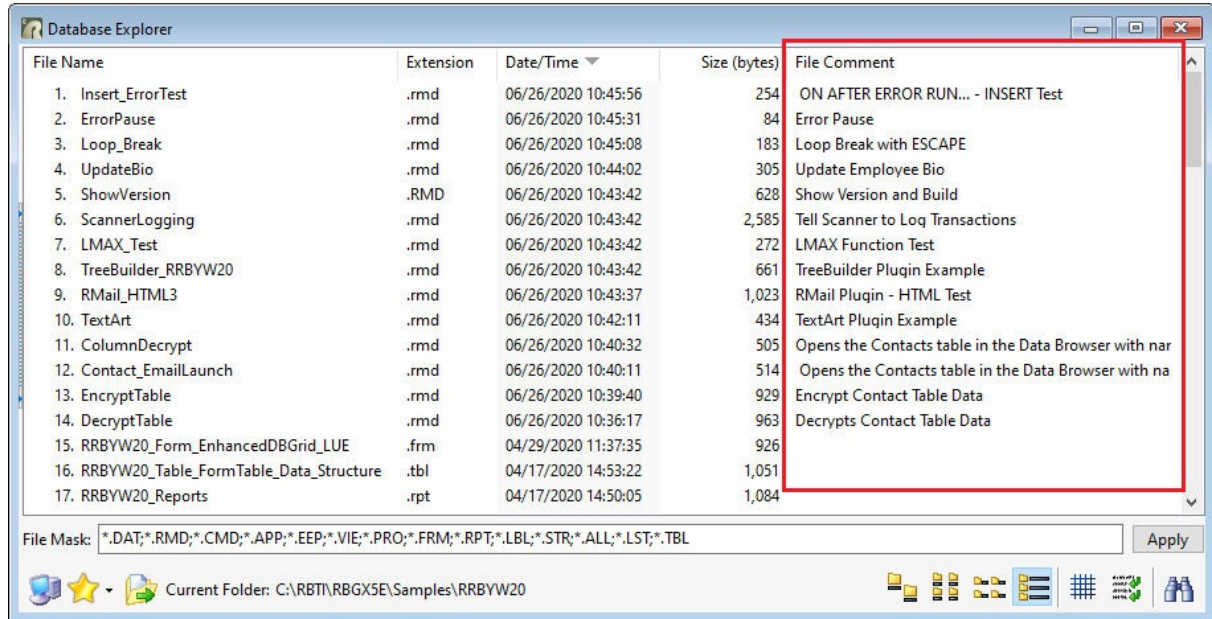 Database Explorer
File Name Extension Date/Time Size (bytes) File Comment
1. Insert_ErrorTest .rmd 06/26/2020 10:45:56 254 ON AFTER ERROR RUN... - INSERT Test
2. ErrorPause .rmd 06/26/2020 10:45:31 84 Error Pause
3. Loop_Break .rmd 06/26/2020 10:45:08 183 Loop Break with ESCAPE
4. UpdateBio .rmd 06/26/2020 10:44:02 305 Update Employee Bio
5. ShowVersion .RMD 06/26/2020 10:43:42 628 Show Version and Build
6. ScannerLogging .rmd 06/26/2020 10:43:42 2,585 Tell Scanner to Log Transactions
7. LMAX_Test .rmd 06/26/2020 10:43:42 272 LMAX Function Test
8. TreeBuilder_RRBYW20 .rmd 06/26/2020 10:43:42 661 TreeBuilder Plugin Example
9. RMail_HTML3 .rmd 06/26/2020 10:43:37 1,023 RMail Plugin - HTML Test
10. TextArt .rmd 06/26/2020 10:42:11 434 TextArt Plugin Example
11. ColumnDecrypt .rmd 06/26/2020 10:40:32 505 Opens the Contacts table in the Data Browser with nar
12. Contact_EmailLaunch .rmd 06/26/2020 10:40:11 514 Opens the Contacts table in the Data Browser with na
13. EncryptTable .rmd 06/26/2020 10:39:40 929 Encrypt Contact Table Data
14. DecryptTable .rmd 06/26/2020 10:36:17 963 Decrypts Contact Table Data
15. RRBYW20_Form_EnhancedDBGrid_LUE .frm 04/29/2020 11:37:35 926
16. RRBYW20_Table_FormTable_Data_Structure .tbl 04/17/2020 14:53:22 1,051
17. RRBYW20_Reports .rpt 04/17/2020 14:50:05 1,084
File Mask: *.DAT;*.RMD;*.CMD;*.APP;*.EEP;*.VIE;*.PRO;*.FRM;*.RPT;*.LBL;*.STR;*.ALL;*.LST;*.TBL Apply
Current Folder: C:\RBTI\RBGX5E\Samples\RRBYW20